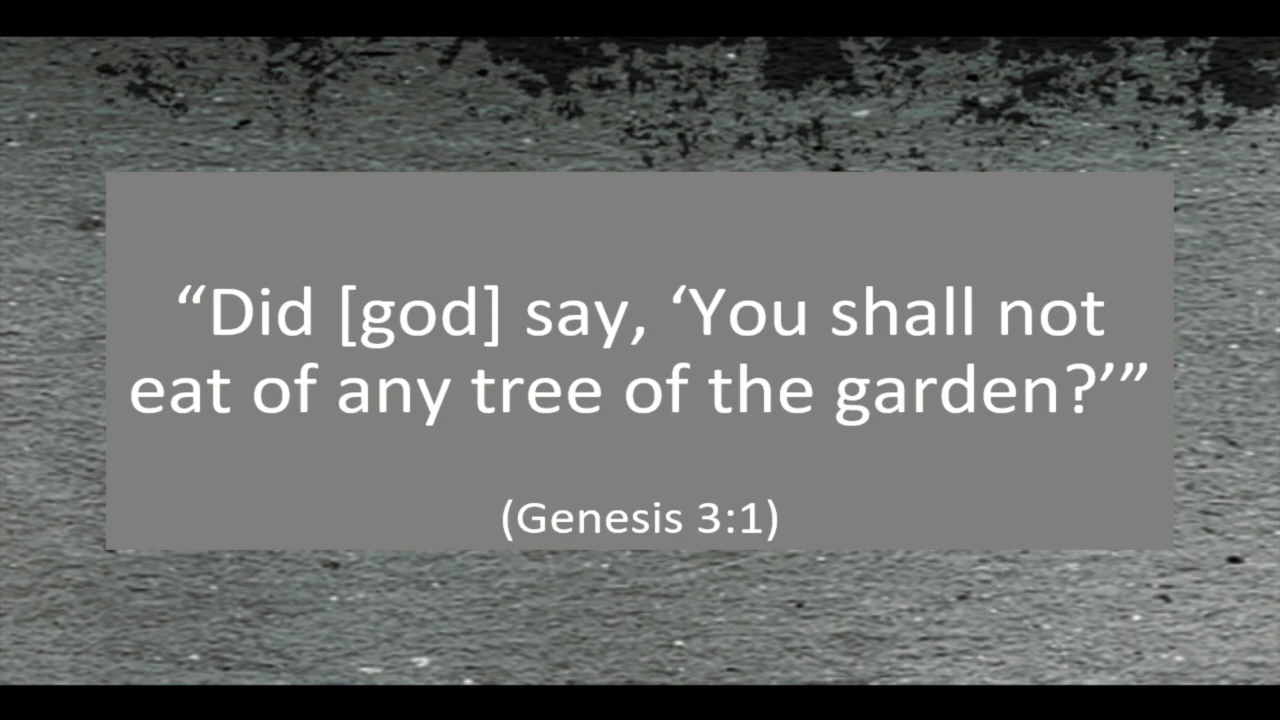 “Did [god] say, ‘You shall not
eat of any tree of the garden?’”
(Genesis 3:1)